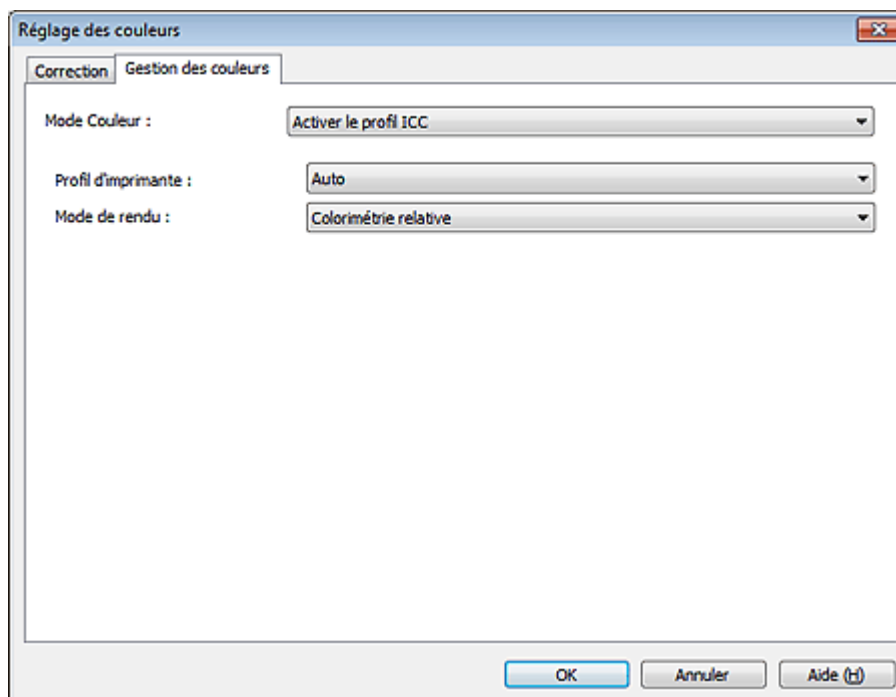 Réglage des couleurs
Correction Gestion des couleurs
Mode Couleur : Activer le profil ICC
Profil d'imprimante : Auto
Mode de rendu : Colorimétrie relative
OK Annuler Aide (H)